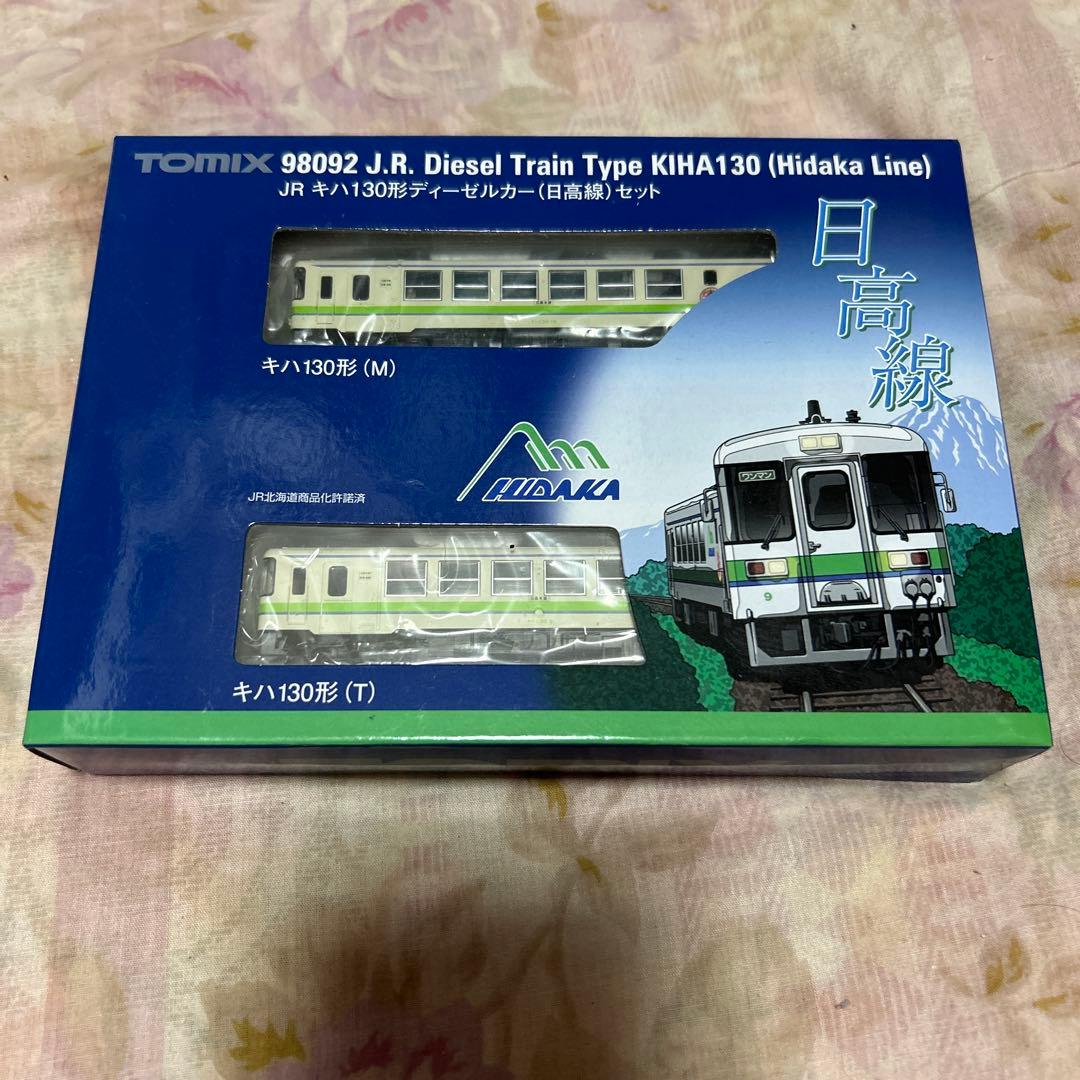 TOMIX 98092 J.R. Diesel Train Type KIHA130 (Hidaka Line)
JR キハ130形ディーゼルカー(日高線)セット
日高線
キハ130形(M)
HIDAKA
JR北海道商品化許諾済
ワンマン
9
キハ130形(T)